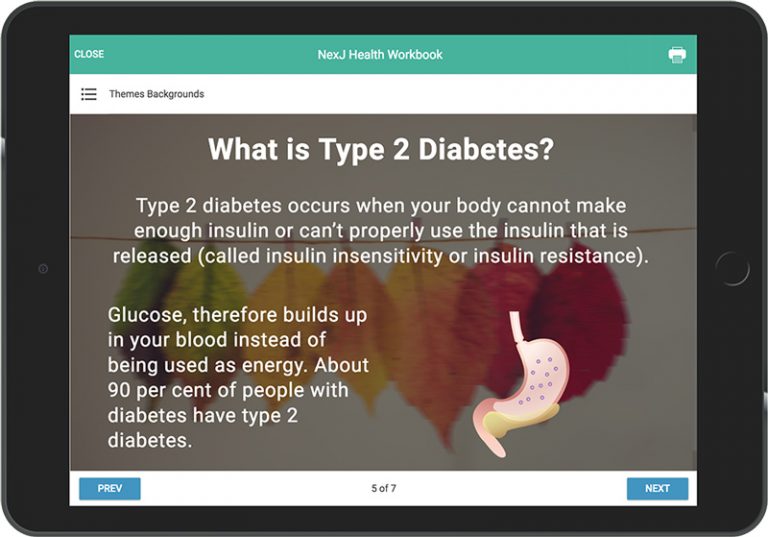 CLOSE
NexJ Health Workbook
Themes Backgrounds
What is Type 2 Diabetes?
Type 2 diabetes occurs when your body cannot make
enough insulin or can’t properly use the insulin that is
released (called insulin insensitivity or insulin resistance).
Glucose, therefore builds up
in your blood instead of
being used as energy. About
90 per cent of people with
diabetes have type 2
diabetes.
PREV
5 of 7
NEXT